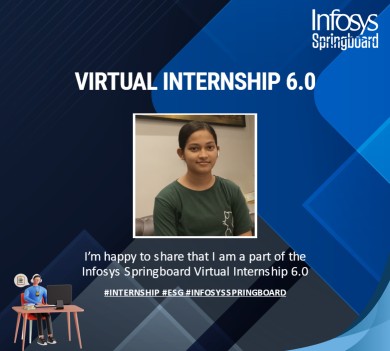 Infosys
Springboard
VIRTUAL INTERNSHIP 6.0
I'm happy to share that I am a part of the
Infosys Springboard Virtual Internship 6.0
#INTERNSHIP #ESG #INFOSYSSPRINGBOARD